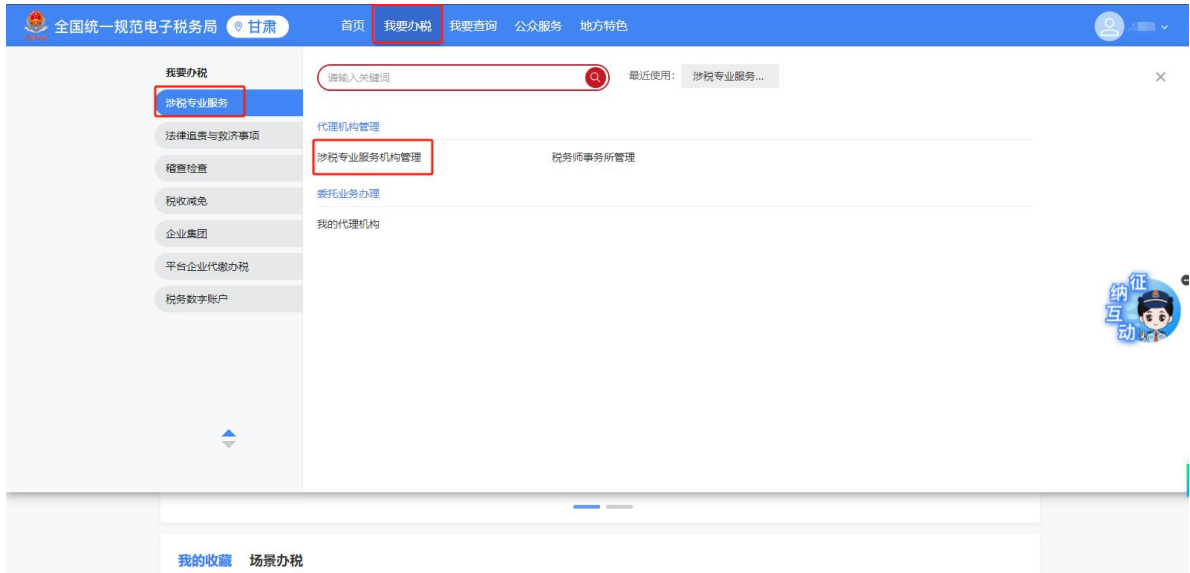 全国统一规范电子税务局 甘肃 首页 我要办税 我要查询 公众服务 地方特色
我要办税
涉税专业服务
法律追责与救济事项
稽查检查
税收减免
企业集团
平台企业代缴办税
税务数字账户
请输入关键词 最近使用： 涉税专业服务...
代理机构管理
涉税专业服务机构管理 税务师事务所管理
委托业务办理
我的代理机构
征
纳
互
动
我的收藏 场景办税